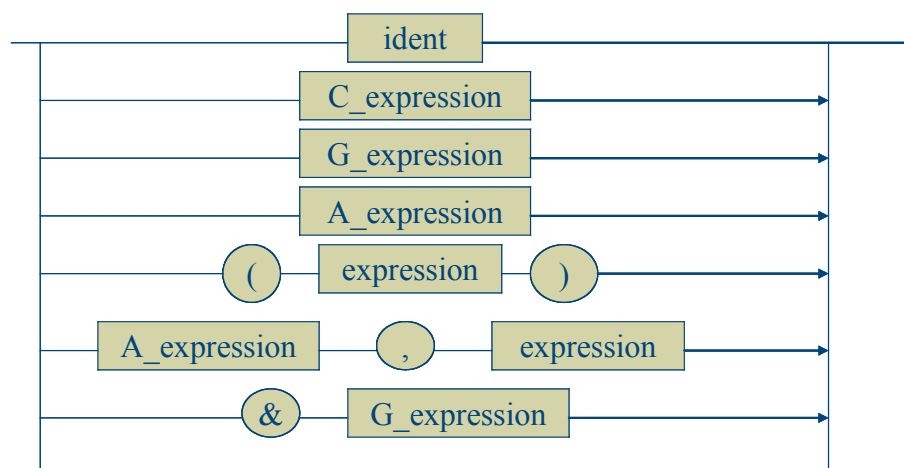 ident
C_expression
G_expression
A_expression
( expression )
A_expression , expression
& G_expression